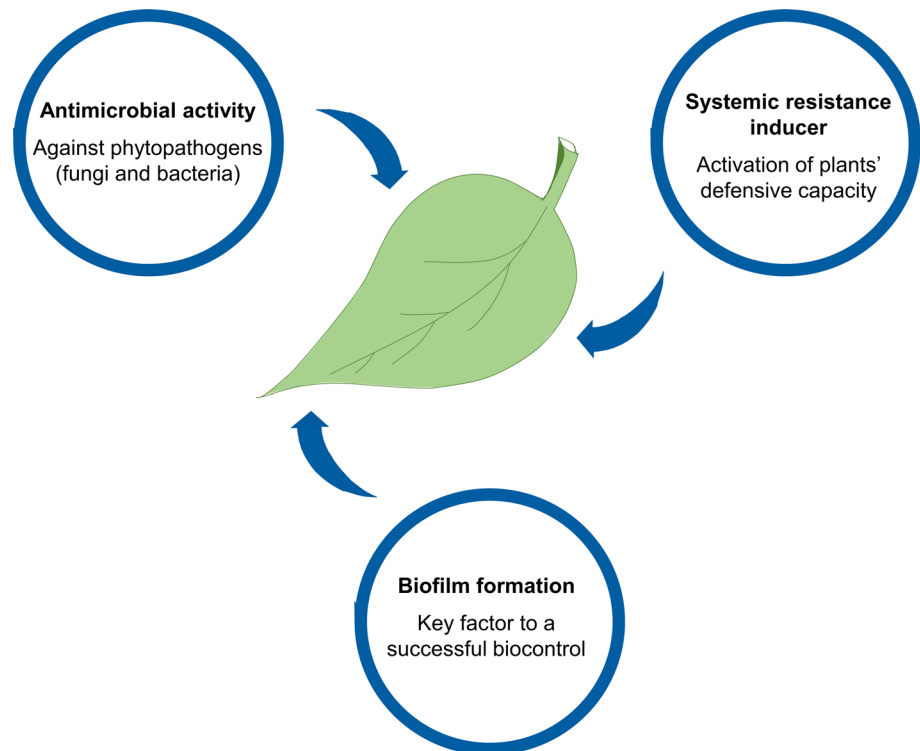 Antimicrobial activity
Against phytopathogens
(fungi and bacteria)
Systemic resistance
inducer
Activation of plants’
defensive capacity
Biofilm formation
Key factor to a
successful biocontrol